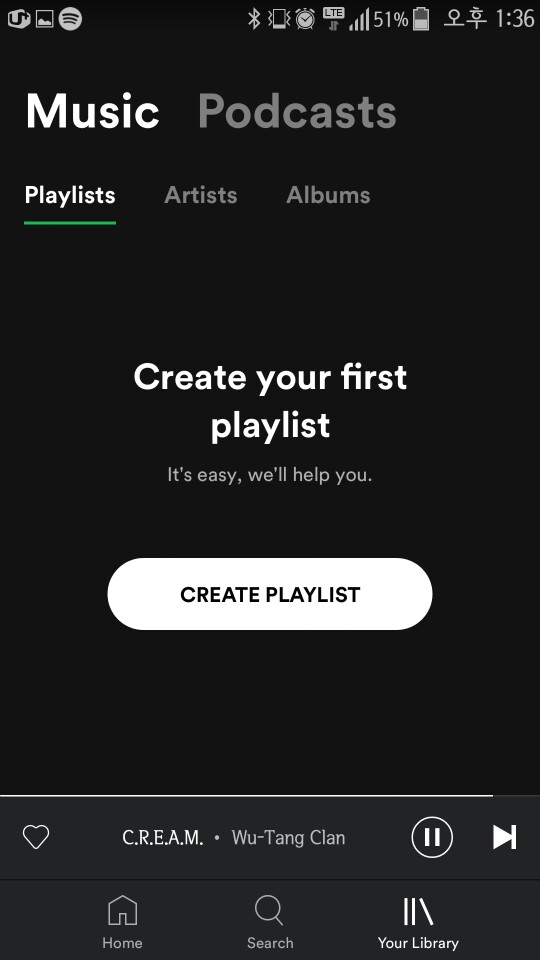 LTE 51% 오후 1:36
Music Podcasts
Playlists Artists Albums
Create your first
playlist
It's easy, we'll help you.
CREATE PLAYLIST
C.R.E.A.M. • Wu-Tang Clan
Home Search Your Library